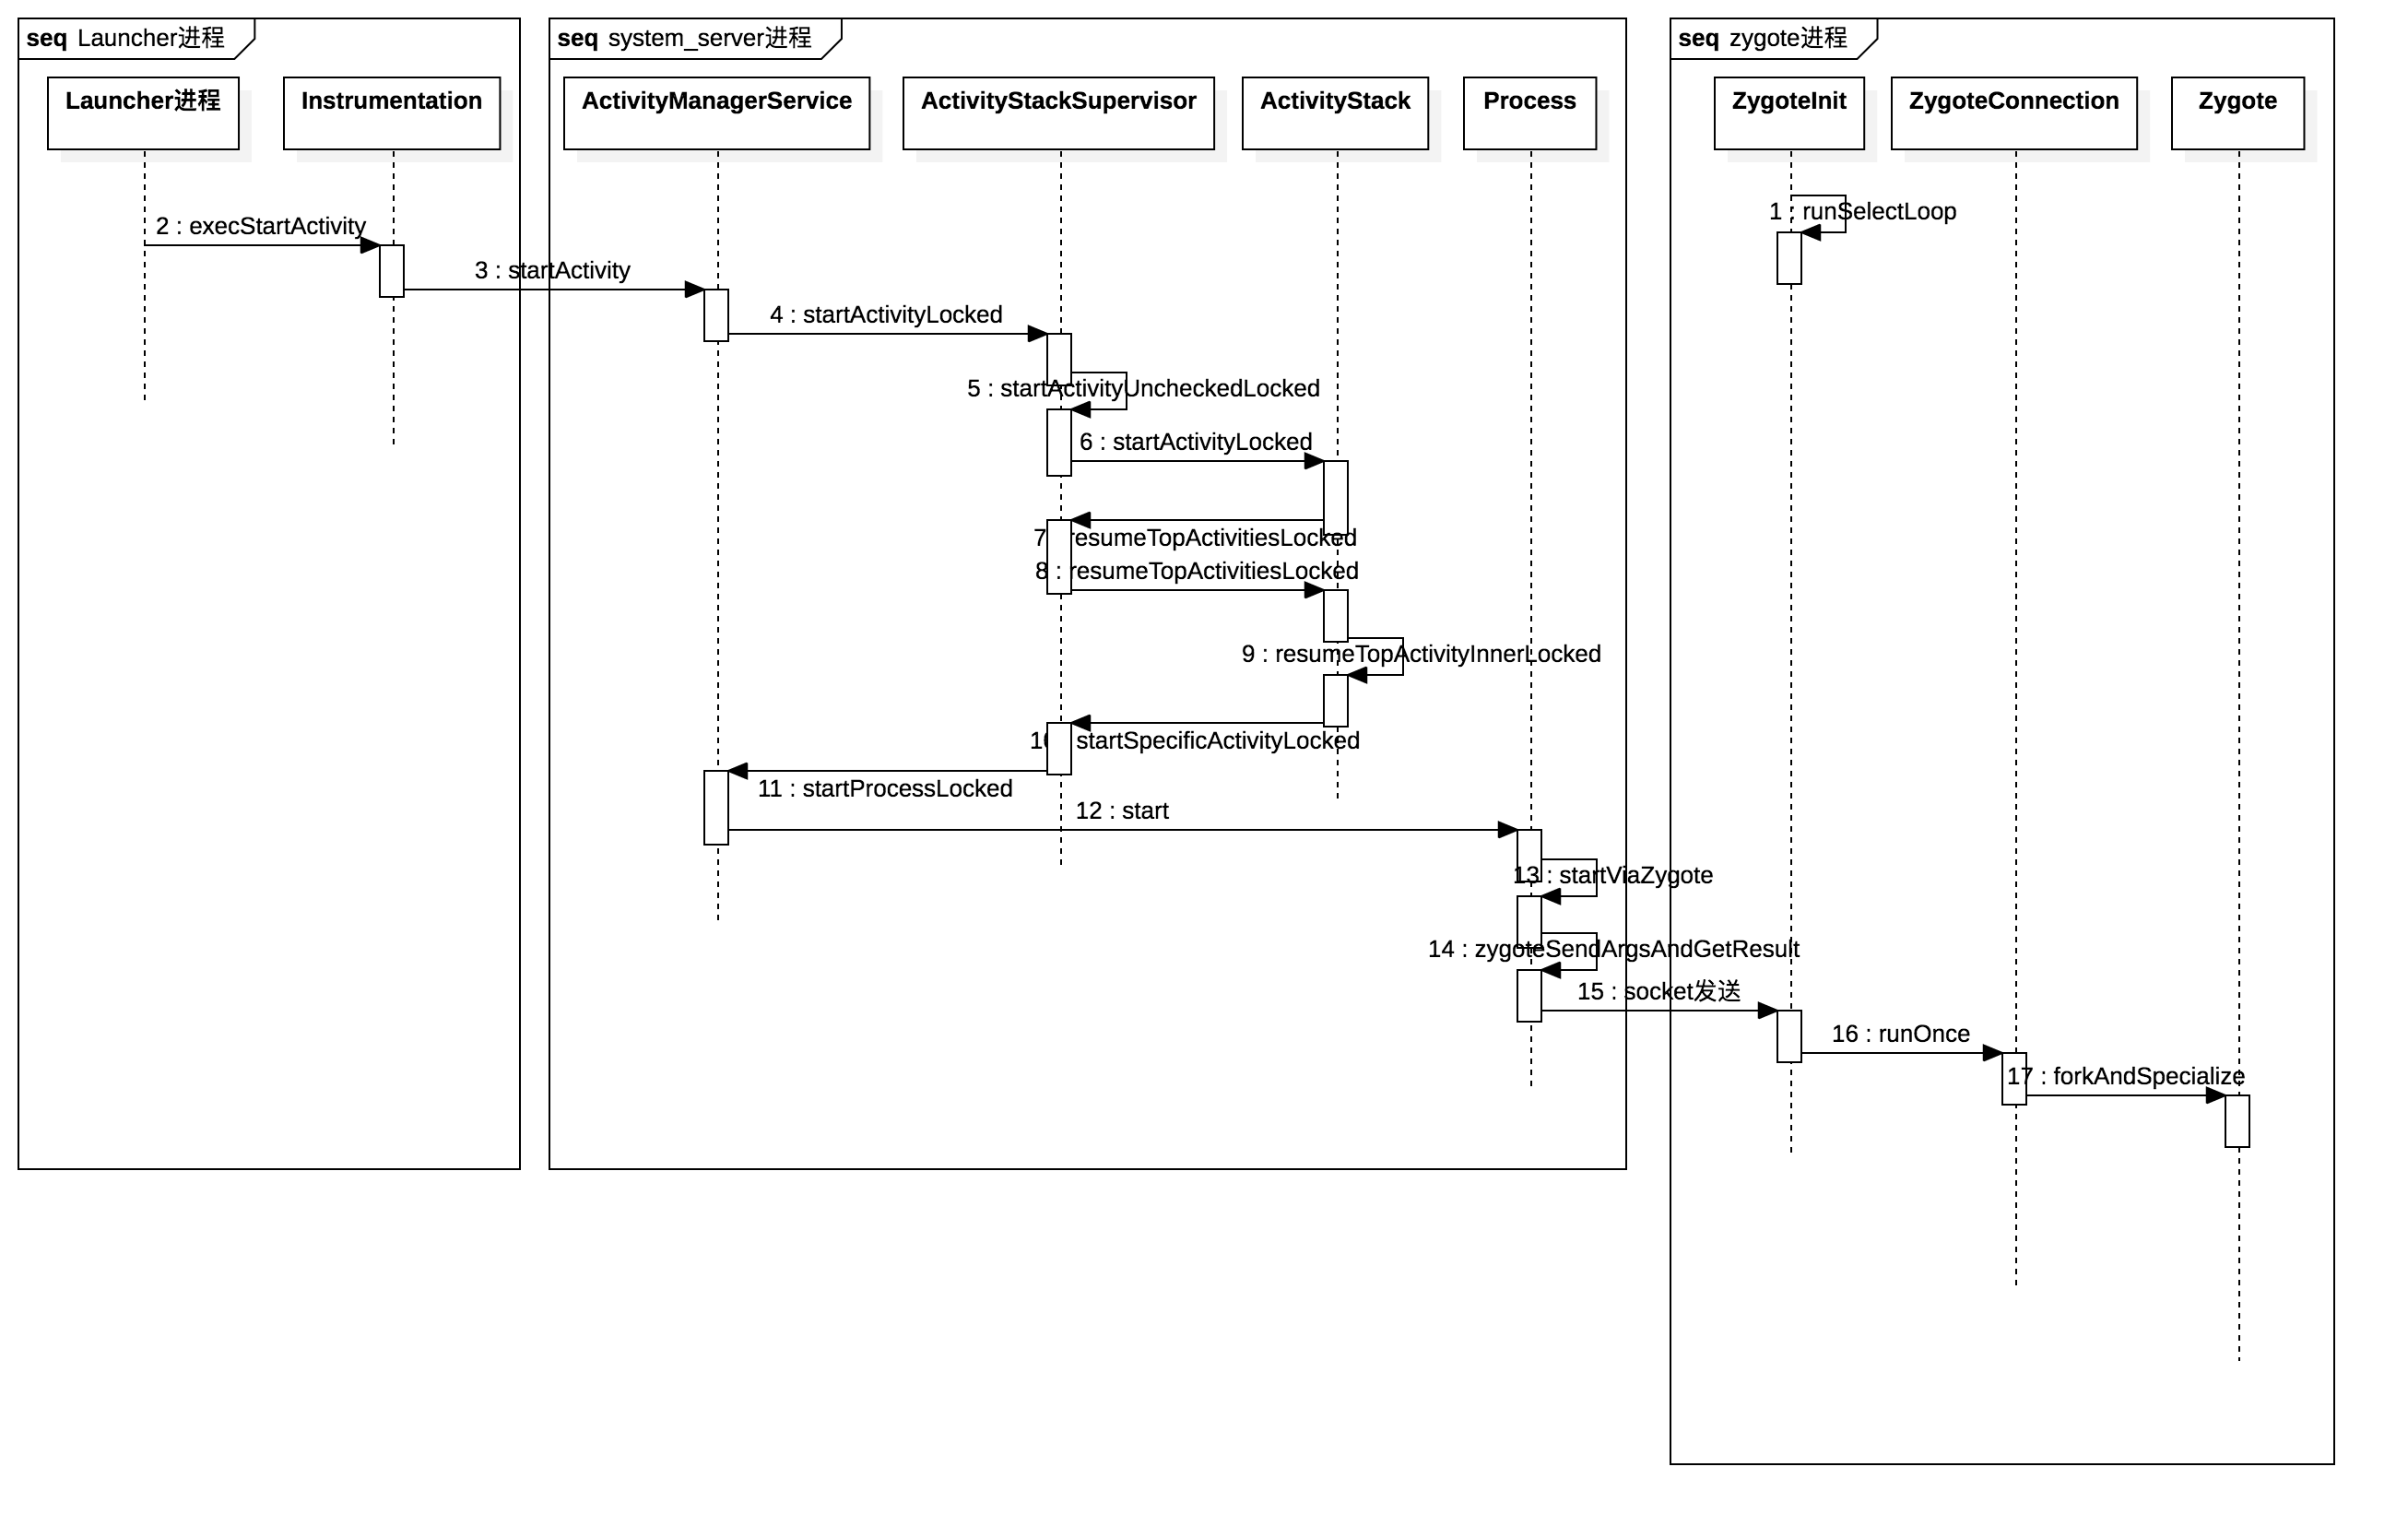 seq Launcher进程
seq system_server进程
seq zygote进程
Launcher进程
Instrumentation
ActivityManagerService
ActivityStackSupervisor
ActivityStack
Process
ZygoteInit
ZygoteConnection
Zygote
1 : runSelectLoop
2 : execStartActivity
3 : startActivity
4 : startActivityLocked
5 : startActivityUncheckedLocked
6 : startActivityLocked
7 resumeTopActivitiesLocked
8 : resumeTopActivitiesLocked
9 : resumeTopActivityInnerLocked
10 startSpecificActivityLocked
11 : startProcessLocked
12 : start
13 : startViaZygote
14 : zygoteSendArgsAndGetResult
15 : socket发送
16 : runOnce
17 : forkAndSpecialize